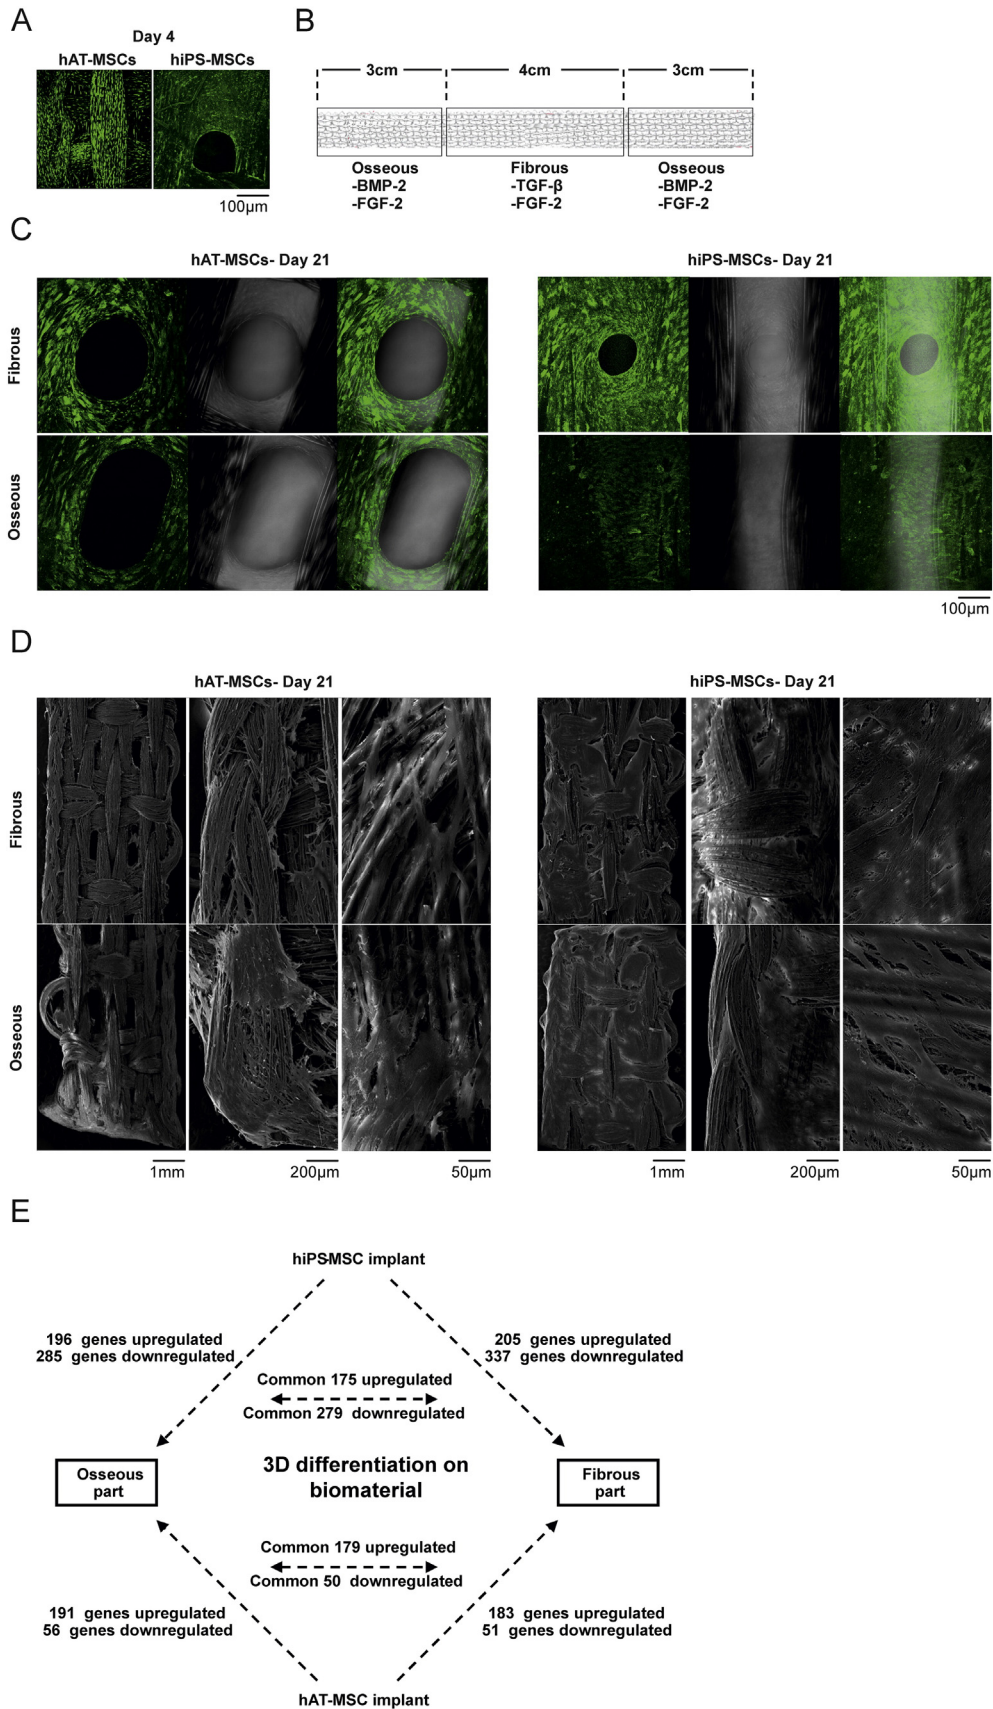 A
Day 4
hAT-MSCs hiPS-MSCs
100µm
B
3cm 4cm 3cm
Osseous
-BMP-2
-FGF-2
Fibrous
-TGF-β
-FGF-2
Osseous
-BMP-2
-FGF-2
C
hAT-MSCs- Day 21
hiPS-MSCs- Day 21
Fibrous
Osseous
100µm
D
hAT-MSCs- Day 21
hiPS-MSCs- Day 21
Fibrous
Osseous
1mm 200µm 50µm 1mm 200µm 50µm
E
hiPS-MSC implant
196 genes upregulated
285 genes downregulated
205 genes upregulated
337 genes downregulated
Common 175 upregulated
Common 279 downregulated
Osseous
part
3D differentiation on
biomaterial
Fibrous
part
Common 179 upregulated
Common 50 downregulated
191 genes upregulated
56 genes downregulated
183 genes upregulated
51 genes downregulated
hAT-MSC implant